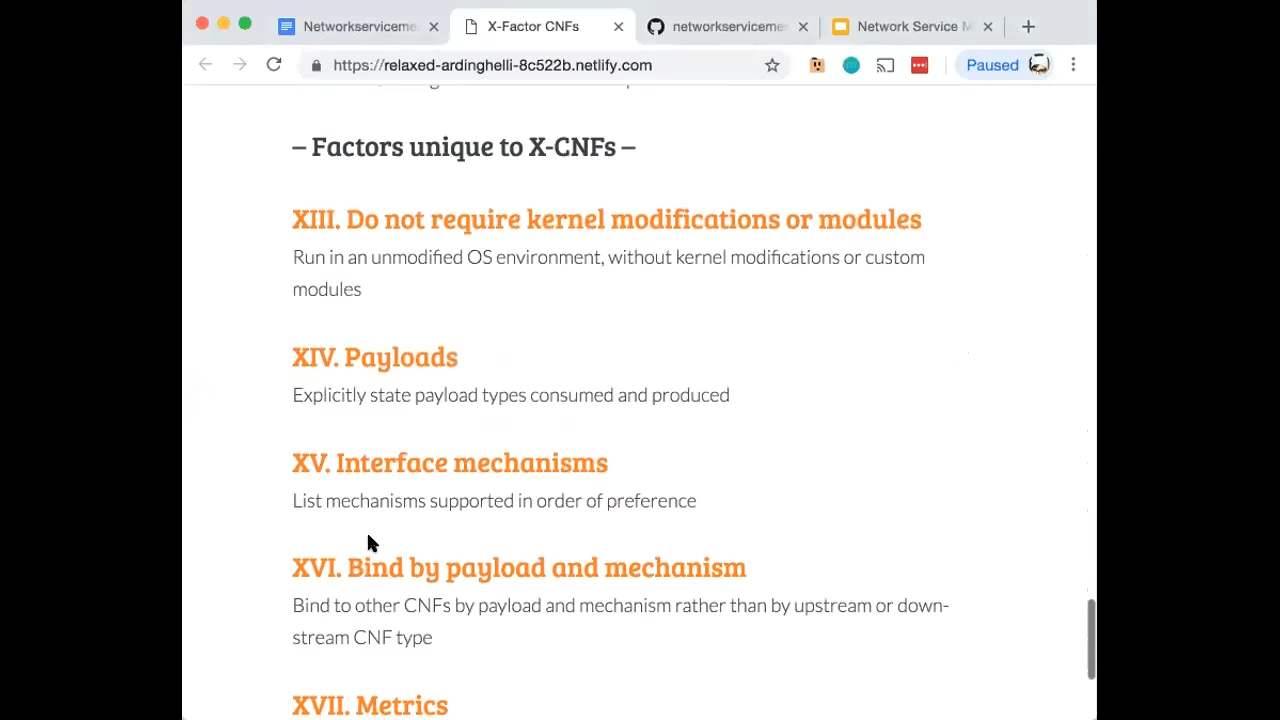 Networkserviceme
X-Factor CNFs
networkserviceme
Network Service M
https://relaxed-ardinghelli-8c522b.netlify.com
Paused
– Factors unique to X-CNFs –
XIII. Do not require kernel modifications or modules
Run in an unmodified OS environment, without kernel modifications or custom
modules
XIV. Payloads
Explicitly state payload types consumed and produced
XV. Interface mechanisms
List mechanisms supported in order of preference
XVI. Bind by payload and mechanism
Bind to other CNFs by payload and mechanism rather than by upstream or down-
stream CNF type
XVII. Metrics